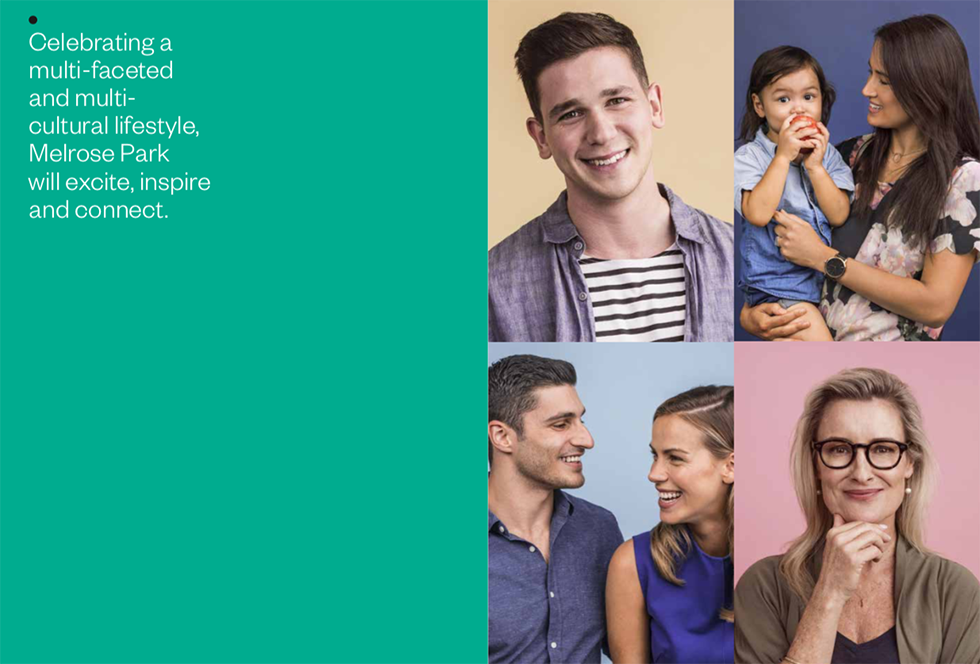 Celebrating a
multi-faceted
and multi-
cultural lifestyle,
Melrose Park
will excite, inspire
and connect.